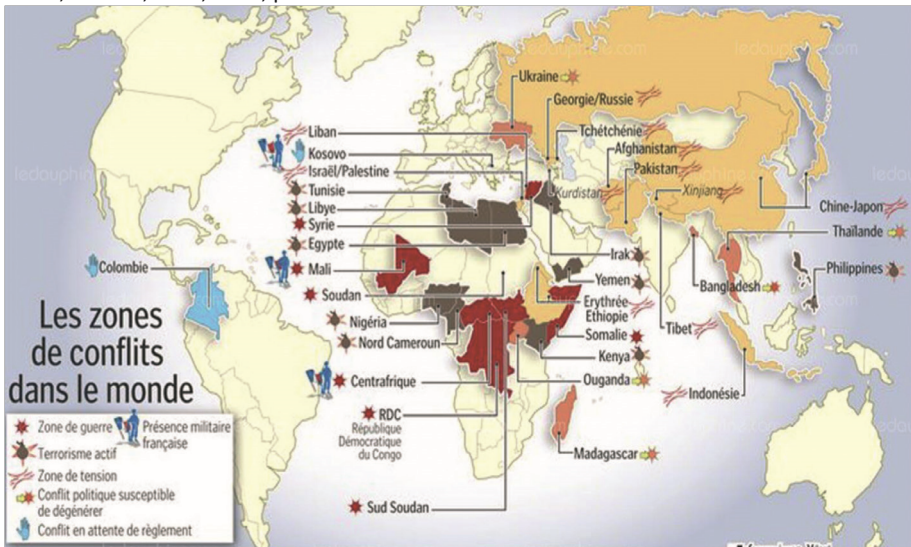 Ukraine
Georgie/Russie
Liban
Kosovo
Israël/Palestine
Tunisie
Libye
Syrie
Egypte
Mali
Soudan
Nigéria
Nord Cameroun
Centrafrique
RDC
République
Démocratique
du Congo
Sud Soudan
Colombie
Tchétchénie
Afghanistan
Pakistan
Kurdistan
Xinjiang
Chine-Japon
Thaïlande
Philippines
Bangladesh
Irak
Yemen
Erythrée
Ethiopie
Somalie
Kenya
Ouganda
Tibet
Indonésie
Madagascar
Les zones
de conflits
dans le monde
Zone de guerre
Présence militaire
française
Terrorisme actif
Zone de tension
Conflit politique susceptible
de dégénérer
Conflit en attente de règlement
ledauphine.com